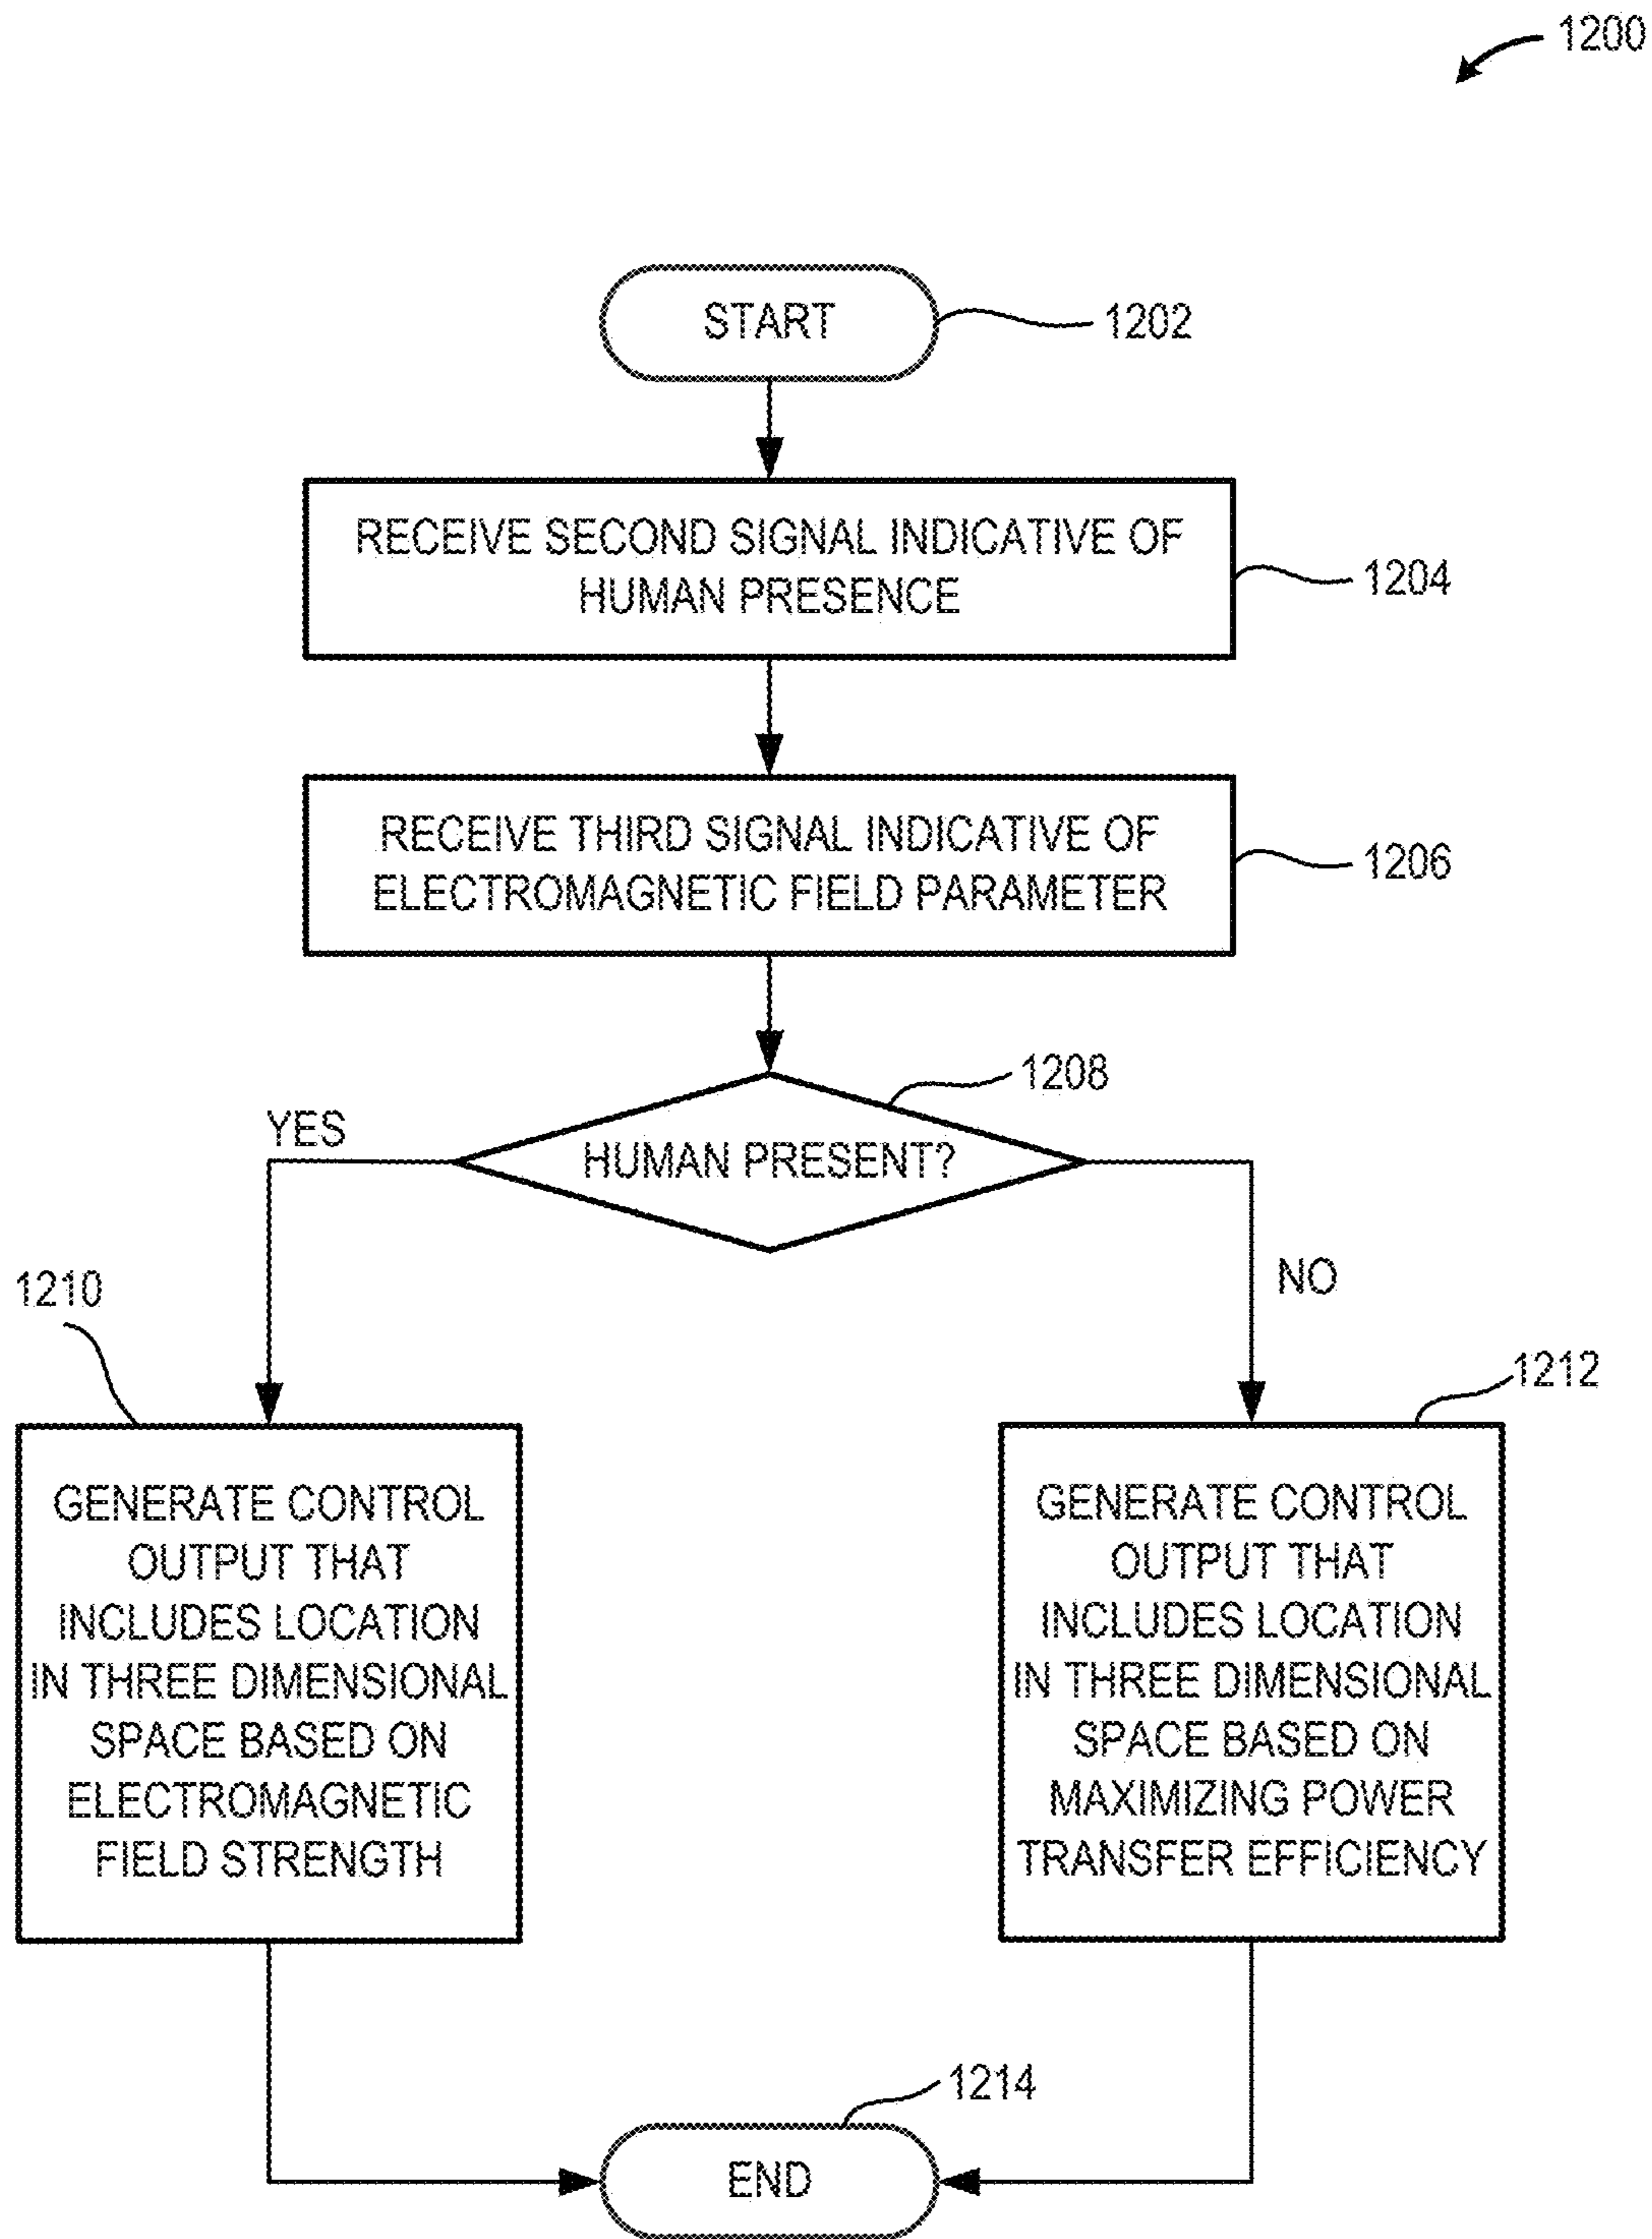 1200
START
1202
RECEIVE SECOND SIGNAL INDICATIVE OF
HUMAN PRESENCE
1204
RECEIVE THIRD SIGNAL INDICATIVE OF
ELECTROMAGNETIC FIELD PARAMETER
1206
1208
YES
HUMAN PRESENT?
NO
1210
GENERATE CONTROL
OUTPUT THAT
INCLUDES LOCATION
IN THREE DIMENSIONAL
SPACE BASED ON
ELECTROMAGNETIC
FIELD STRENGTH
1212
GENERATE CONTROL
OUTPUT THAT
INCLUDES LOCATION
IN THREE DIMENSIONAL
SPACE BASED ON
MAXIMIZING POWER
TRANSFER EFFICIENCY
1214
END